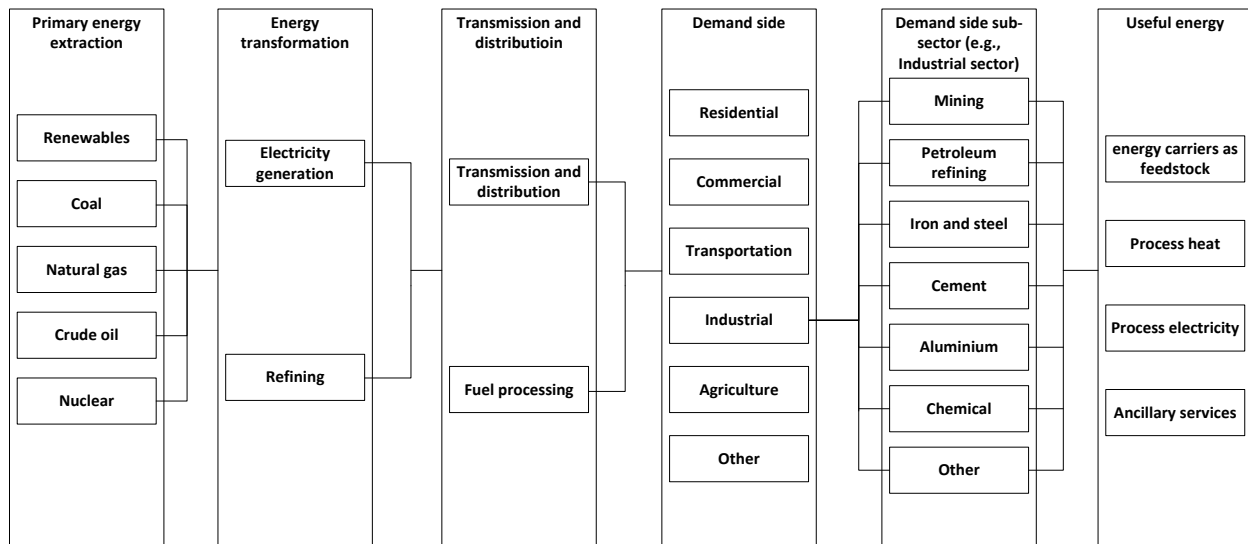 Primary energy
extraction
Renewables
Coal
Natural gas
Crude oil
Nuclear
Energy
transformation
Electricity
generation
Refining
Transmission and
distributioin
Transmission and
distribution
Fuel processing
Demand side
Residential
Commercial
Transportation
Industrial
Agriculture
Other
Demand side sub-
sector (e.g.,
Industrial sector)
Mining
Petroleum
refining
Iron and steel
Cement
Aluminium
Chemical
Other
Useful energy
energy carriers as
feedstock
Process heat
Process electricity
Ancillary services